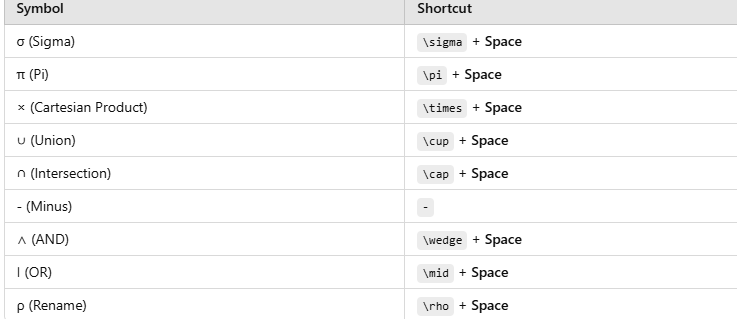 Symbol Shortcut
σ (Sigma) \sigma + Space
π (Pi) \pi + Space
× (Cartesian Product) \times + Space
∪ (Union) \cup + Space
∩ (Intersection) \cap + Space
- (Minus) -
∧ (AND) \wedge + Space
∣ (OR) \mid + Space
ρ (Rename) \rho + Space